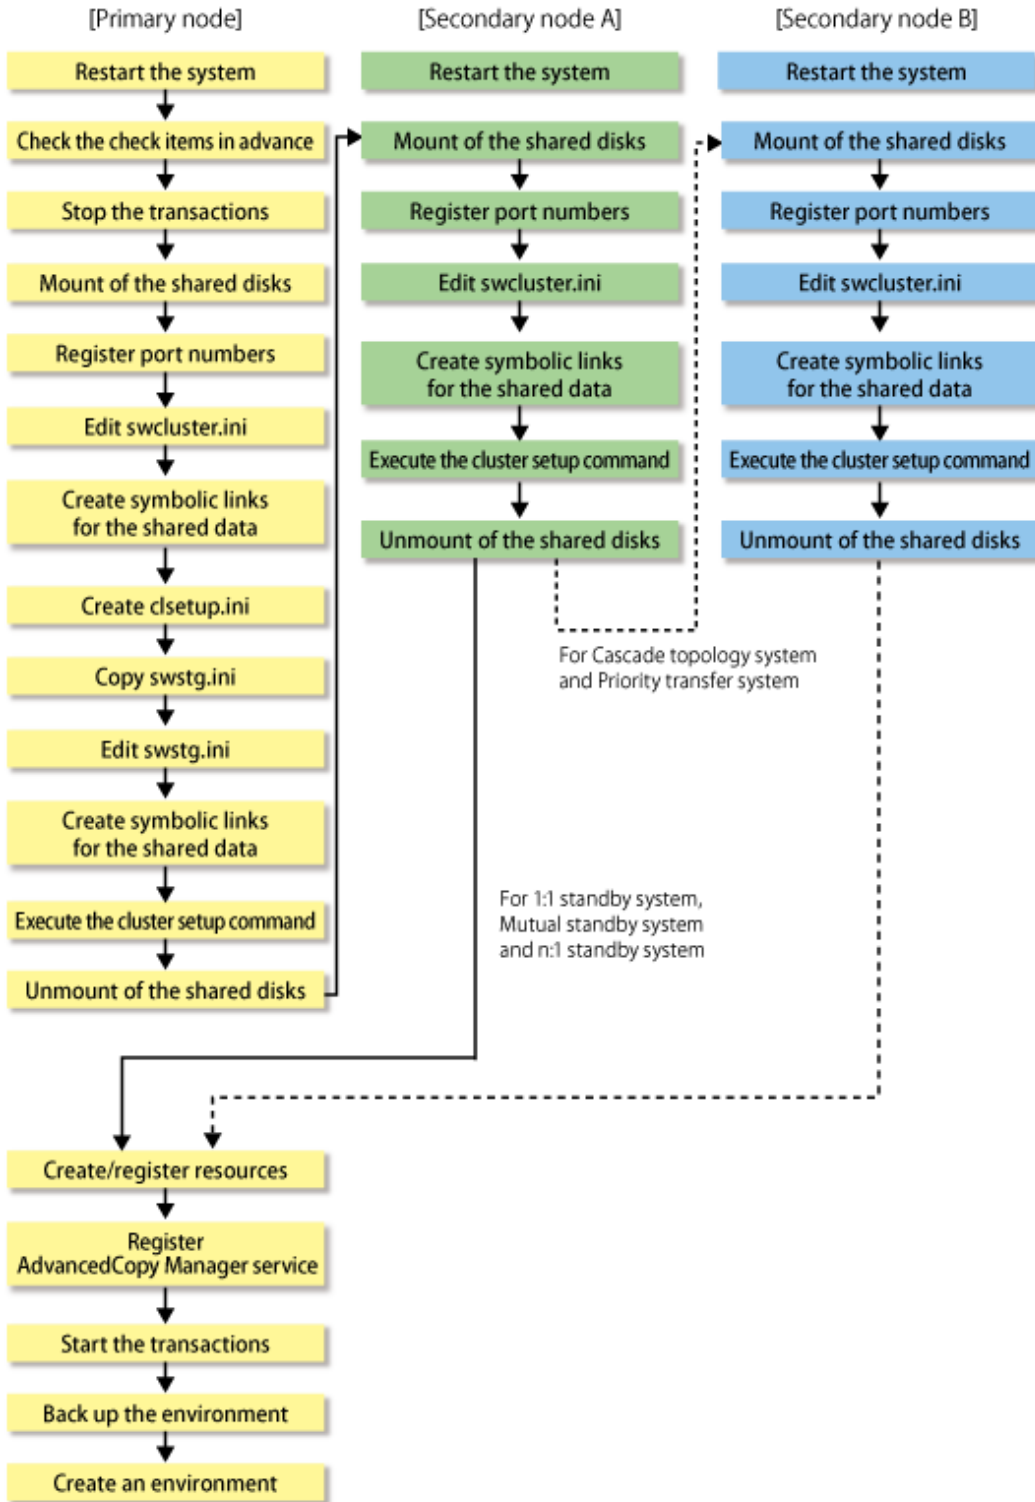 [Primary node]
Restart the system
Check the check items in advance
Stop the transactions
Mount of the shared disks
Register port numbers
Edit swcluster.ini
Create symbolic links
for the shared data
Create clsetup.ini
Copy swstg.ini
Edit swstg.ini
Create symbolic links
for the shared data
Execute the cluster setup command
Unmount of the shared disks
[Secondary node A]
Restart the system
Mount of the shared disks
Register port numbers
Edit swcluster.ini
Create symbolic links
for the shared data
Execute the cluster setup command
Unmount of the shared disks
[Secondary node B]
Restart the system
Mount of the shared disks
Register port numbers
Edit swcluster.ini
Create symbolic links
for the shared data
Execute the cluster setup command
Unmount of the shared disks
For Cascade topology system
and Priority transfer system
For 1:1 standby system,
Mutual standby system
and n:1 standby system
Create/register resources
Register
AdvancedCopy Manager service
Start the transactions
Back up the environment
Create an environment